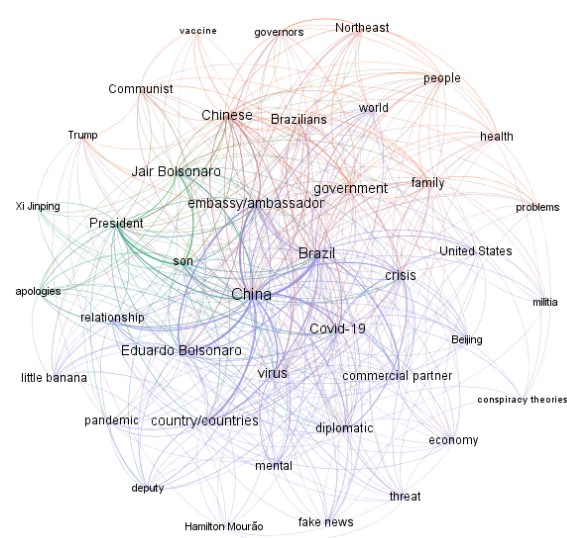 Northeast
vaccine
governors
people
Communist
world
Chinese
Brazilians
Trump
health
Jair Bolsonaro
government
family
embassy/ambassador
Xi Jinping
problems
President
United States
Brazil
son
crisis
apologies
China
militia
relationship
Covid-19
Beijing
Eduardo Bolsonaro
little banana
virus
commercial partner
conspiracy theories
pandemic
country/countries
diplomatic
economy
mental
deputy
threat
Hamilton Mourão
fake news